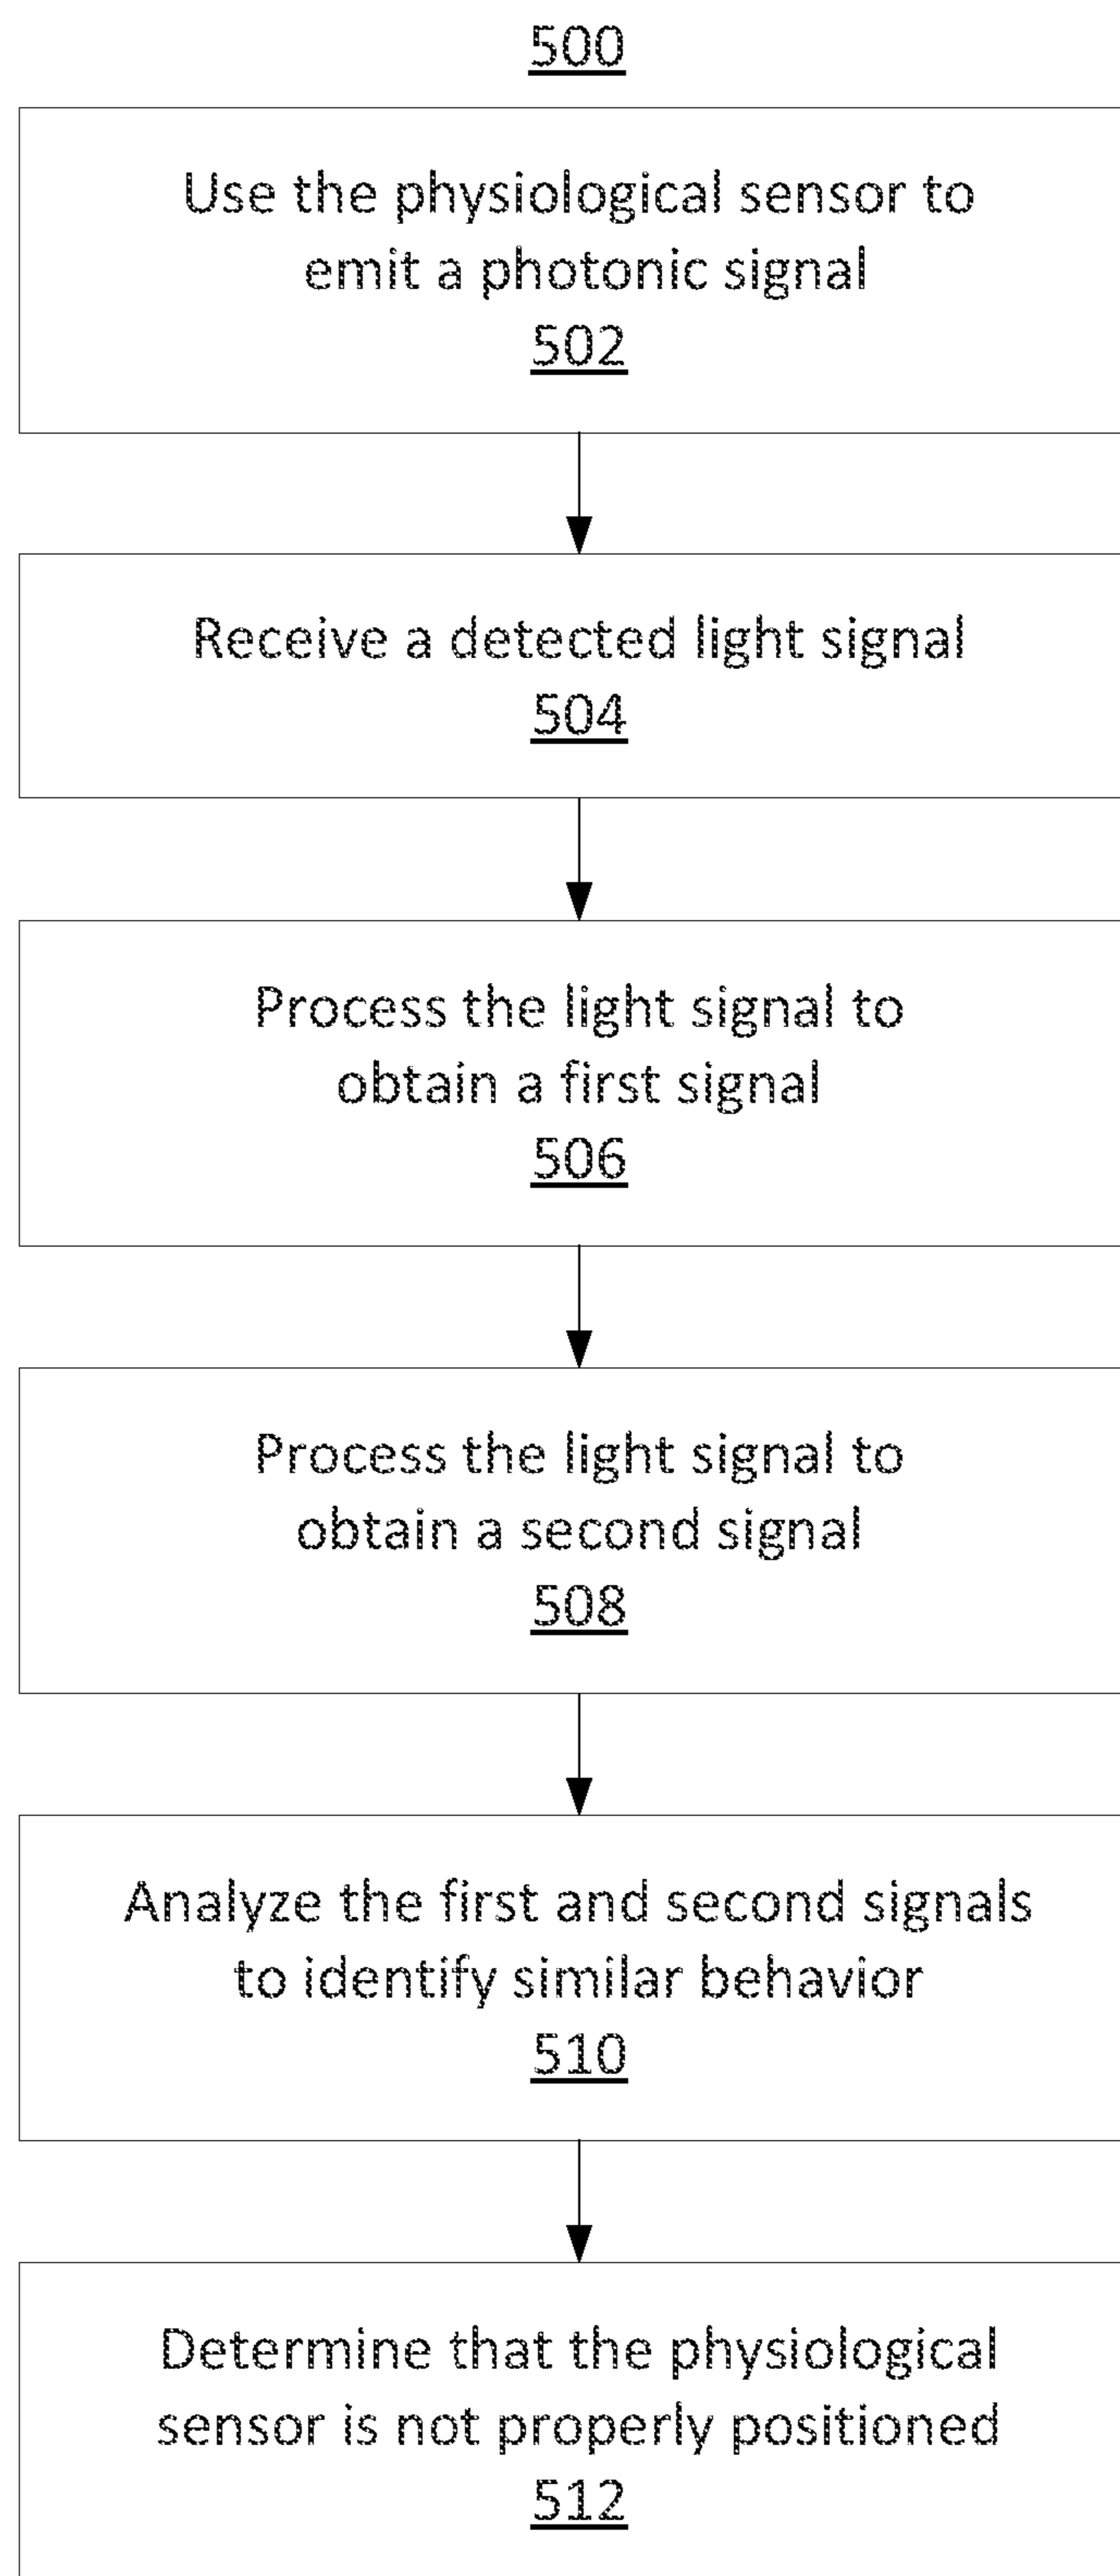 500
Use the physiological sensor to
emit a photonic signal
502
Receive a detected light signal
504
Process the light signal to
obtain a first signal
506
Process the light signal to
obtain a second signal
508
Analyze the first and second signals
to identify similar behavior
510
Determine that the physiological
sensor is not properly positioned
512